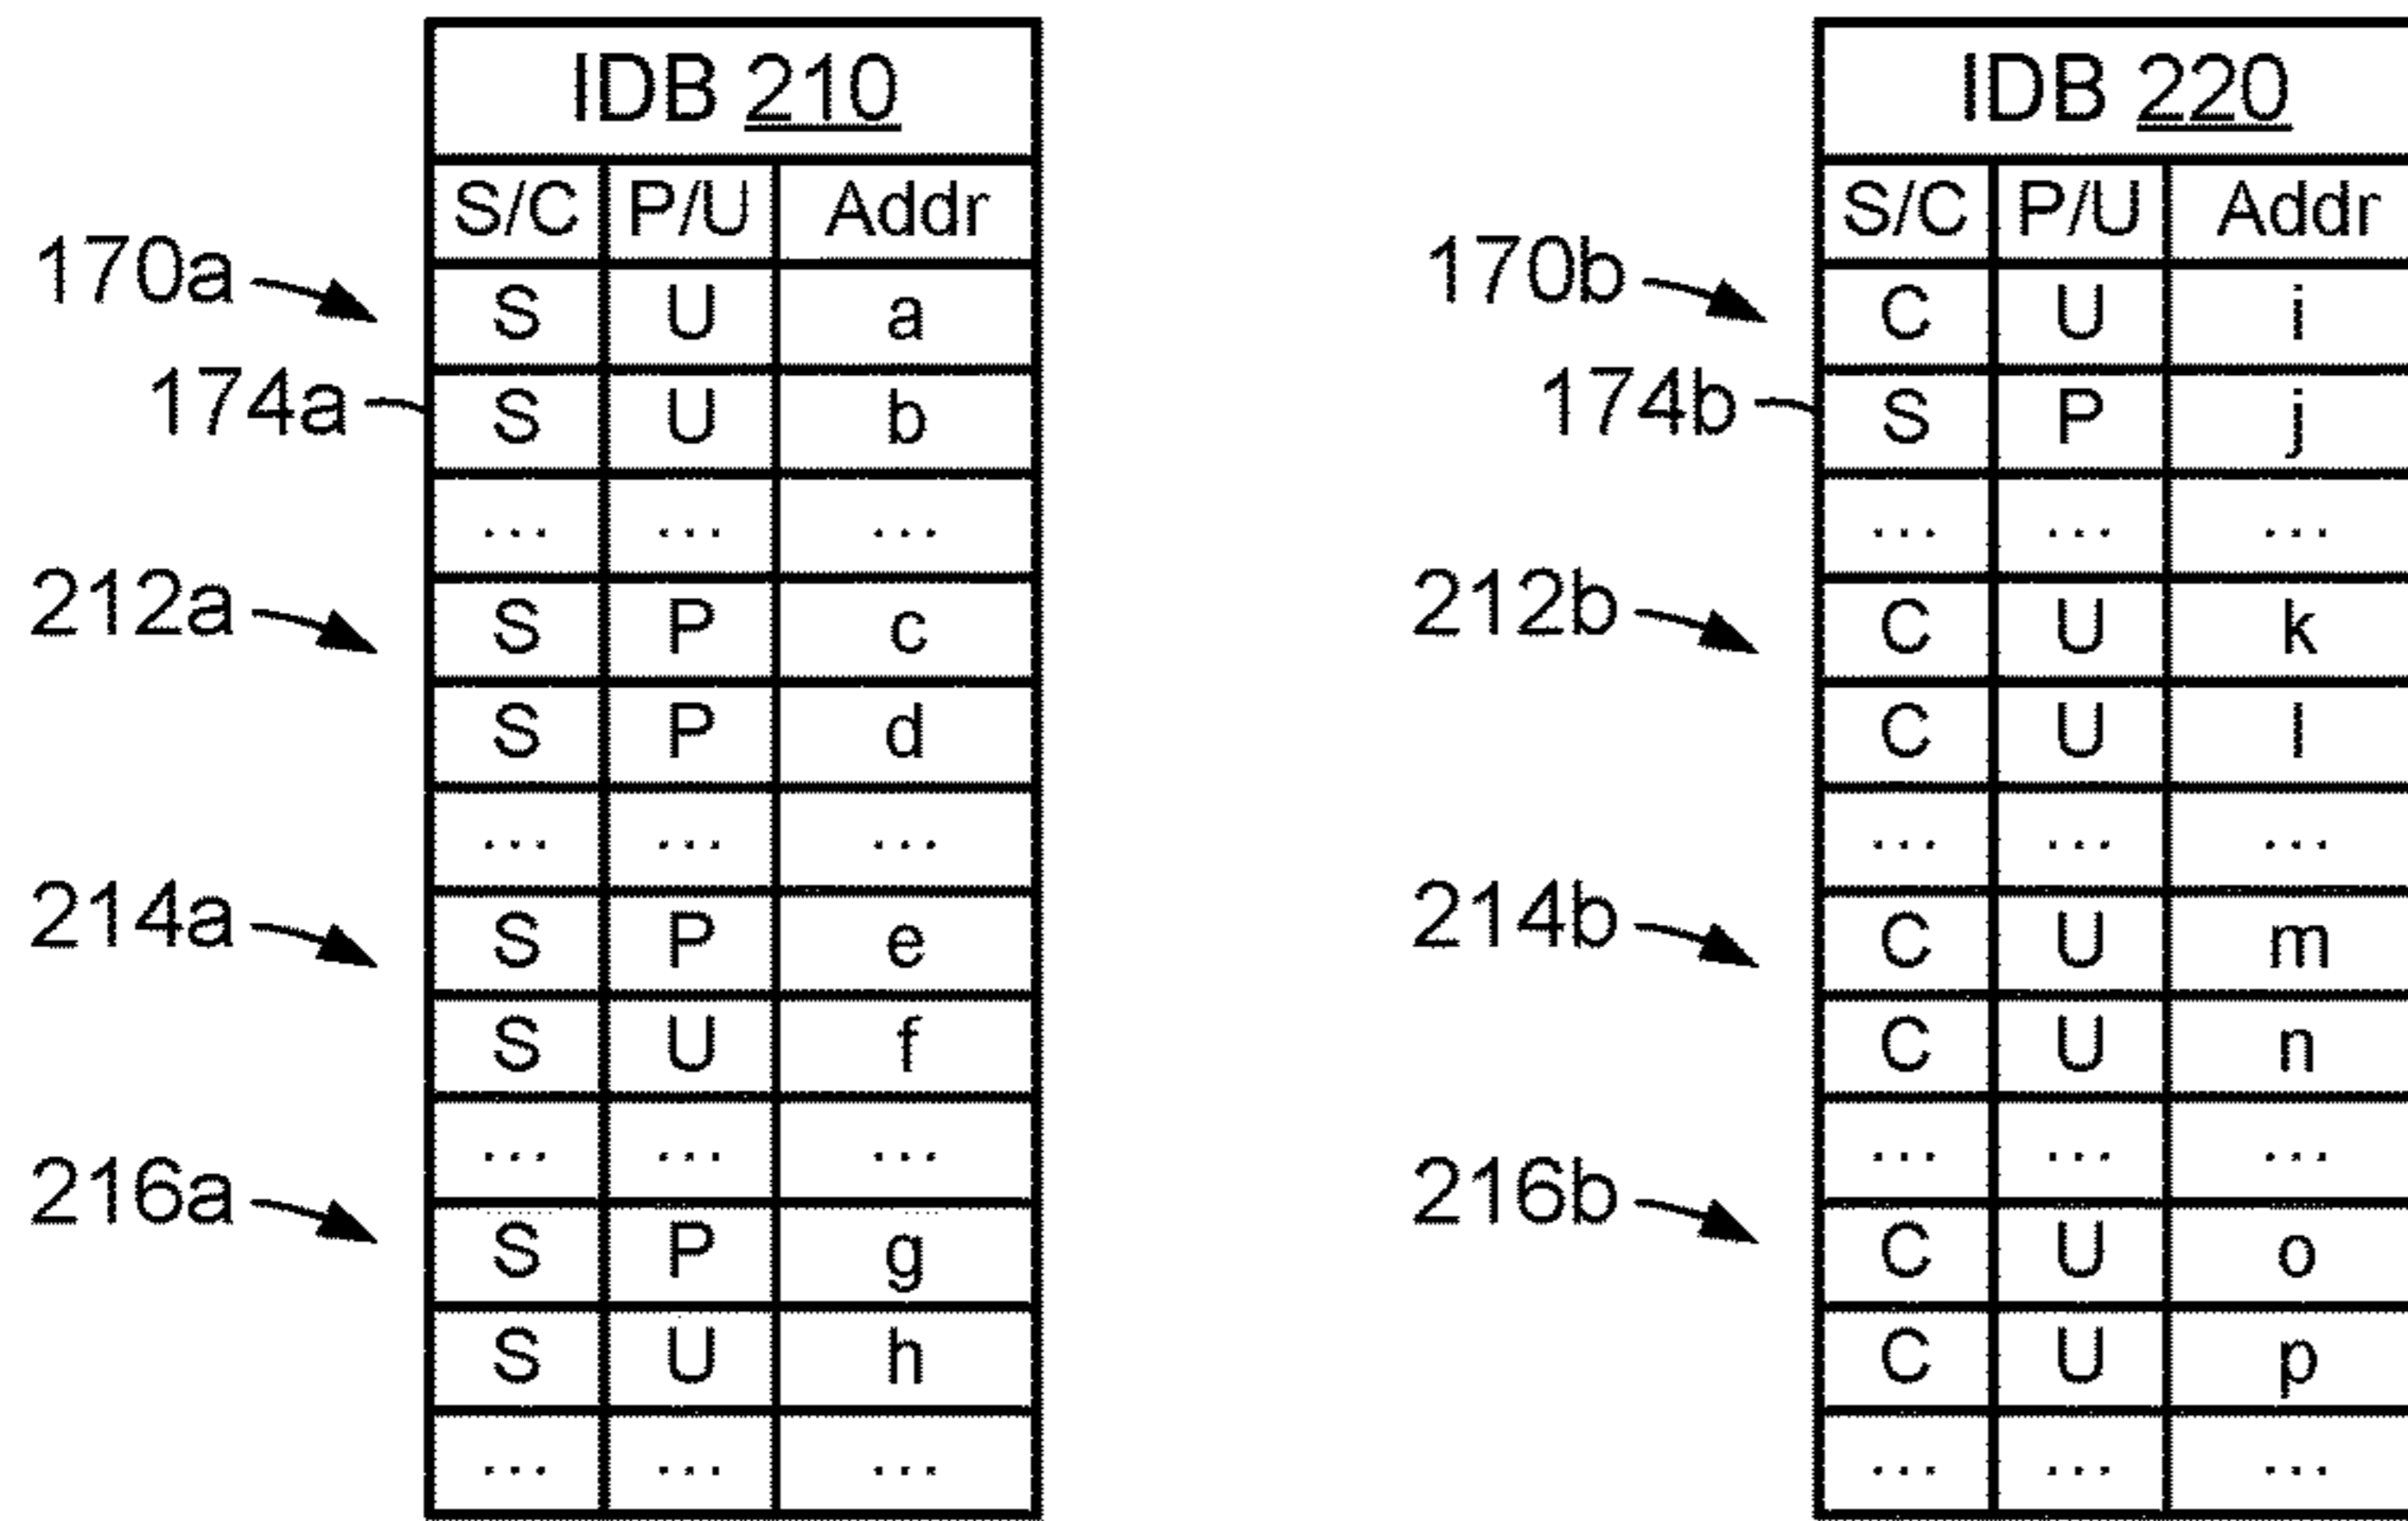 IDB 210
S/C P/U Addr
170a S U a
174a S U b
... ... ...
212a S P c
S P d
... ... ...
214a S P e
S U f
... ... ...
216a S P g
S U h
... ... ...
IDB 220
S/C P/U Addr
170b C U i
174b S P j
... ... ...
212b C U k
C U l
... ... ...
214b C U m
C U n
... ... ...
216b C U o
C U p
... ... ...